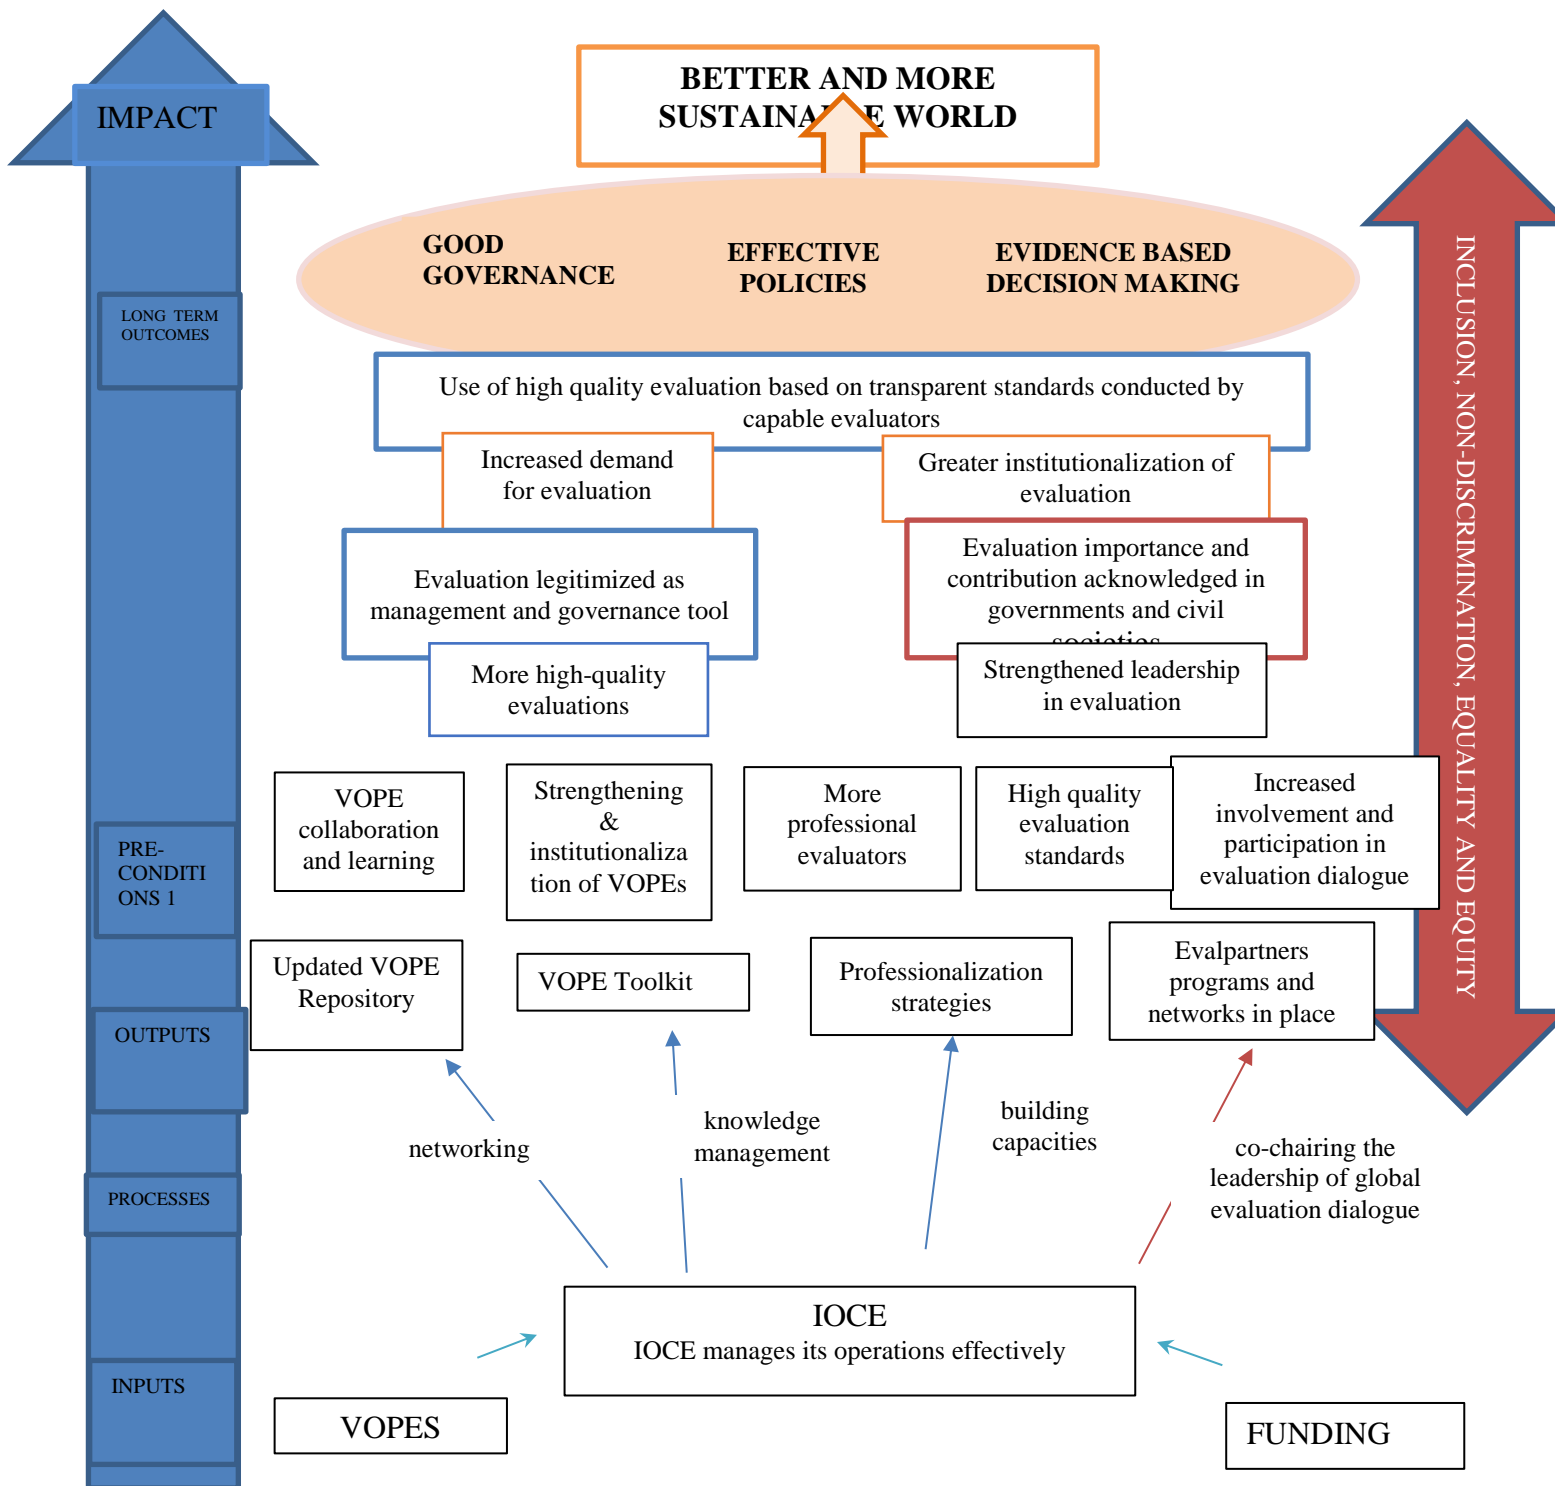 IMPACT
BETTER AND MORE
SUSTAINABLE WORLD
GOOD
GOVERNANCE
EFFECTIVE
POLICIES
EVIDENCE BASED
DECISION MAKING
LONG TERM
OUTCOMES
Use of high quality evaluation based on transparent standards conducted by
capable evaluators
Increased demand
for evaluation
Greater institutionalization of
evaluation
Evaluation legitimized as
management and governance tool
Evaluation importance and
contribution acknowledged in
governments and civil
societies
More high-quality
evaluations
Strengthened leadership
in evaluation
INCLUSION, NON-DISCRIMINATION, EQUALITY AND EQUITY
PRE-
CONDITI
ONS 1
VOPE
collaboration
and learning
Strengthening
&
institutionaliza
tion of VOPEs
More
professional
evaluators
High quality
evaluation
standards
Increased
involvement and
participation in
evaluation dialogue
OUTPUTS
Updated VOPE
Repository
VOPE Toolkit
Professionalization
strategies
Evalpartners
programs and
networks in place
PROCESSES
networking
knowledge
management
building
capacities
co-chairing the
leadership of global
evaluation dialogue
IOCE
IOCE manages its operations effectively
INPUTS
VOPES
FUNDING